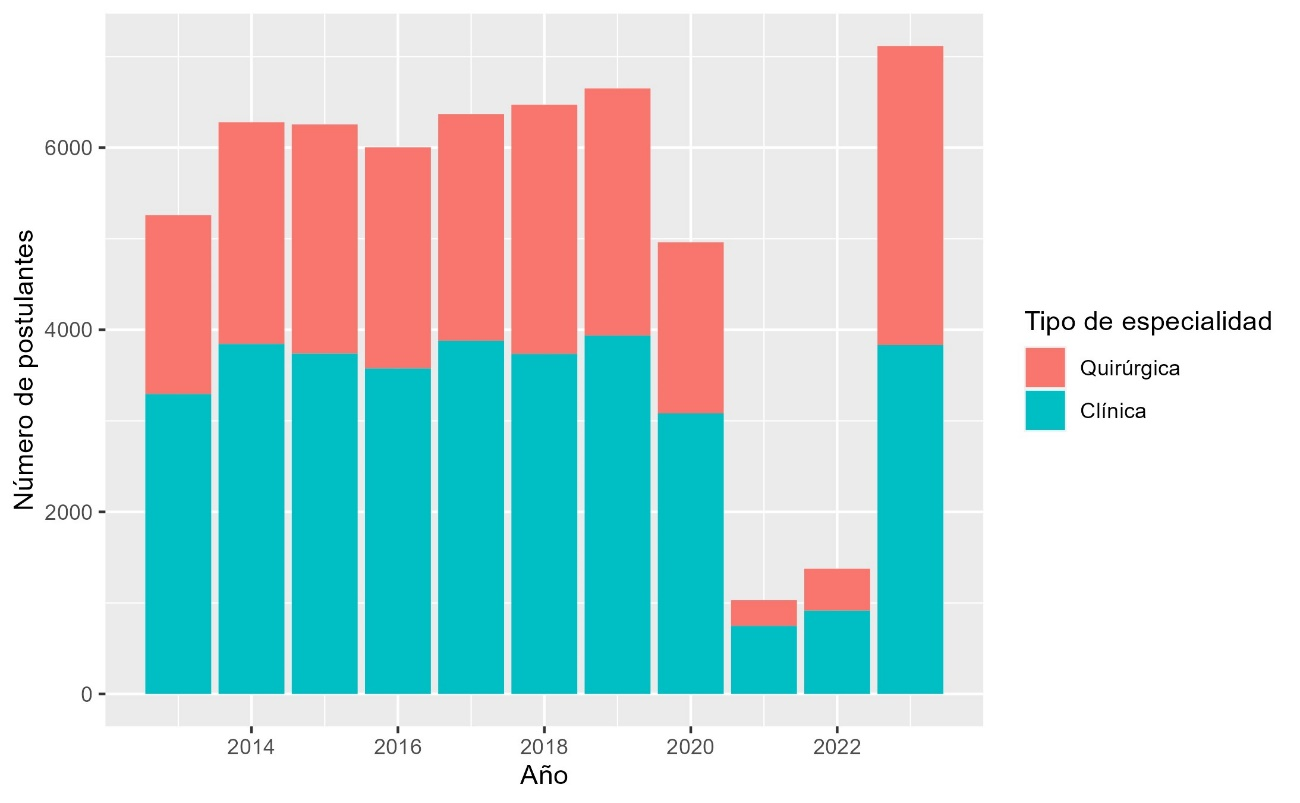 Número de postulantes
6000
4000
2000
0
2014
2016
2018
2020
2022
Año
Tipo de especialidad
Quirúrgica
Clínica